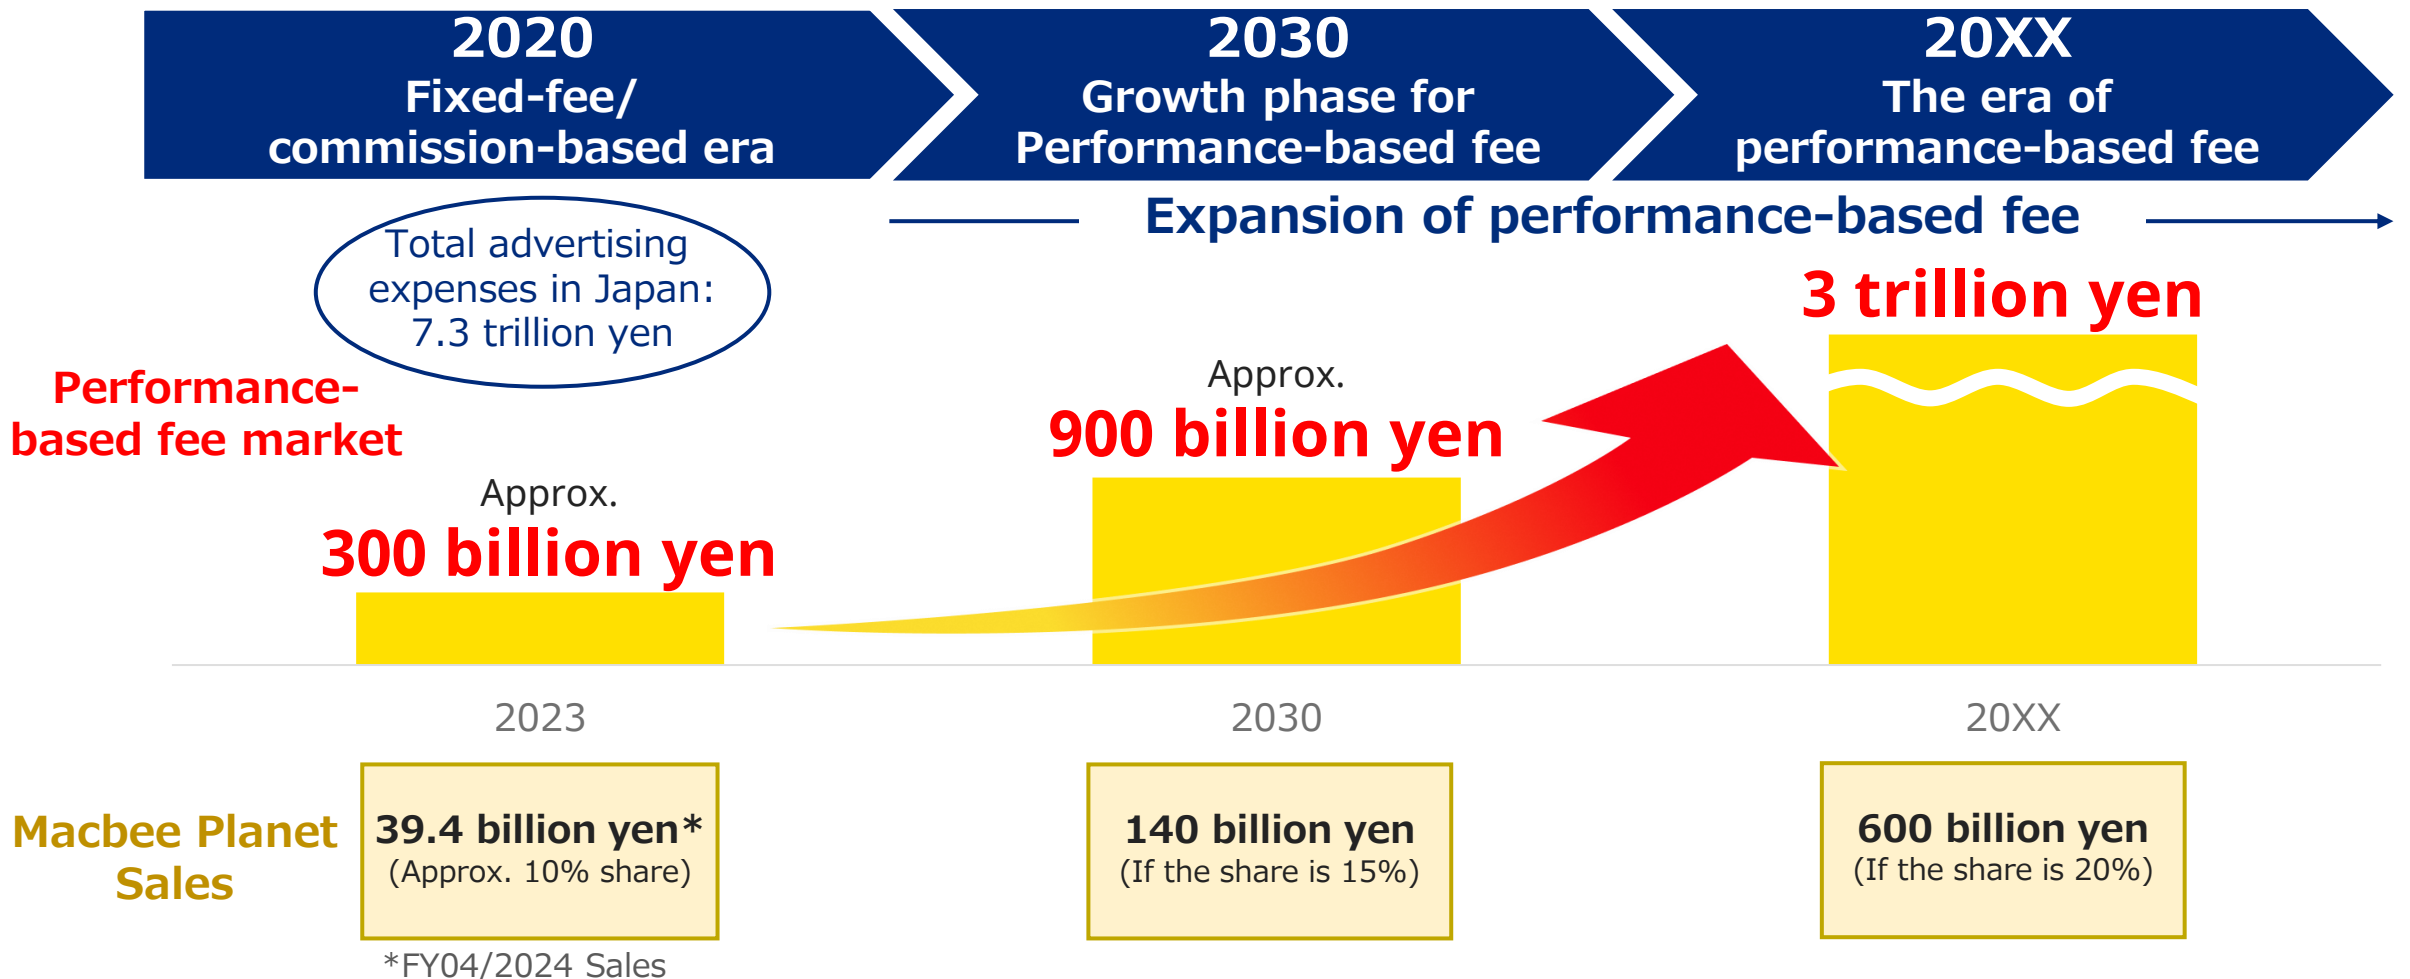 2020
Fixed-fee/
commission-based era
2030
Growth phase for
Performance-based fee
20XX
The era of
performance-based fee
Expansion of performance-based fee
Total advertising
expenses in Japan:
7.3 trillion yen
Performance-
based fee market
Approx.
300 billion yen
Approx.
900 billion yen
3 trillion yen
2023
2030
20XX
Macbee Planet
Sales
39.4 billion yen*
(Approx. 10% share)
140 billion yen
(If the share is 15%)
600 billion yen
(If the share is 20%)
*FY04/2024 Sales